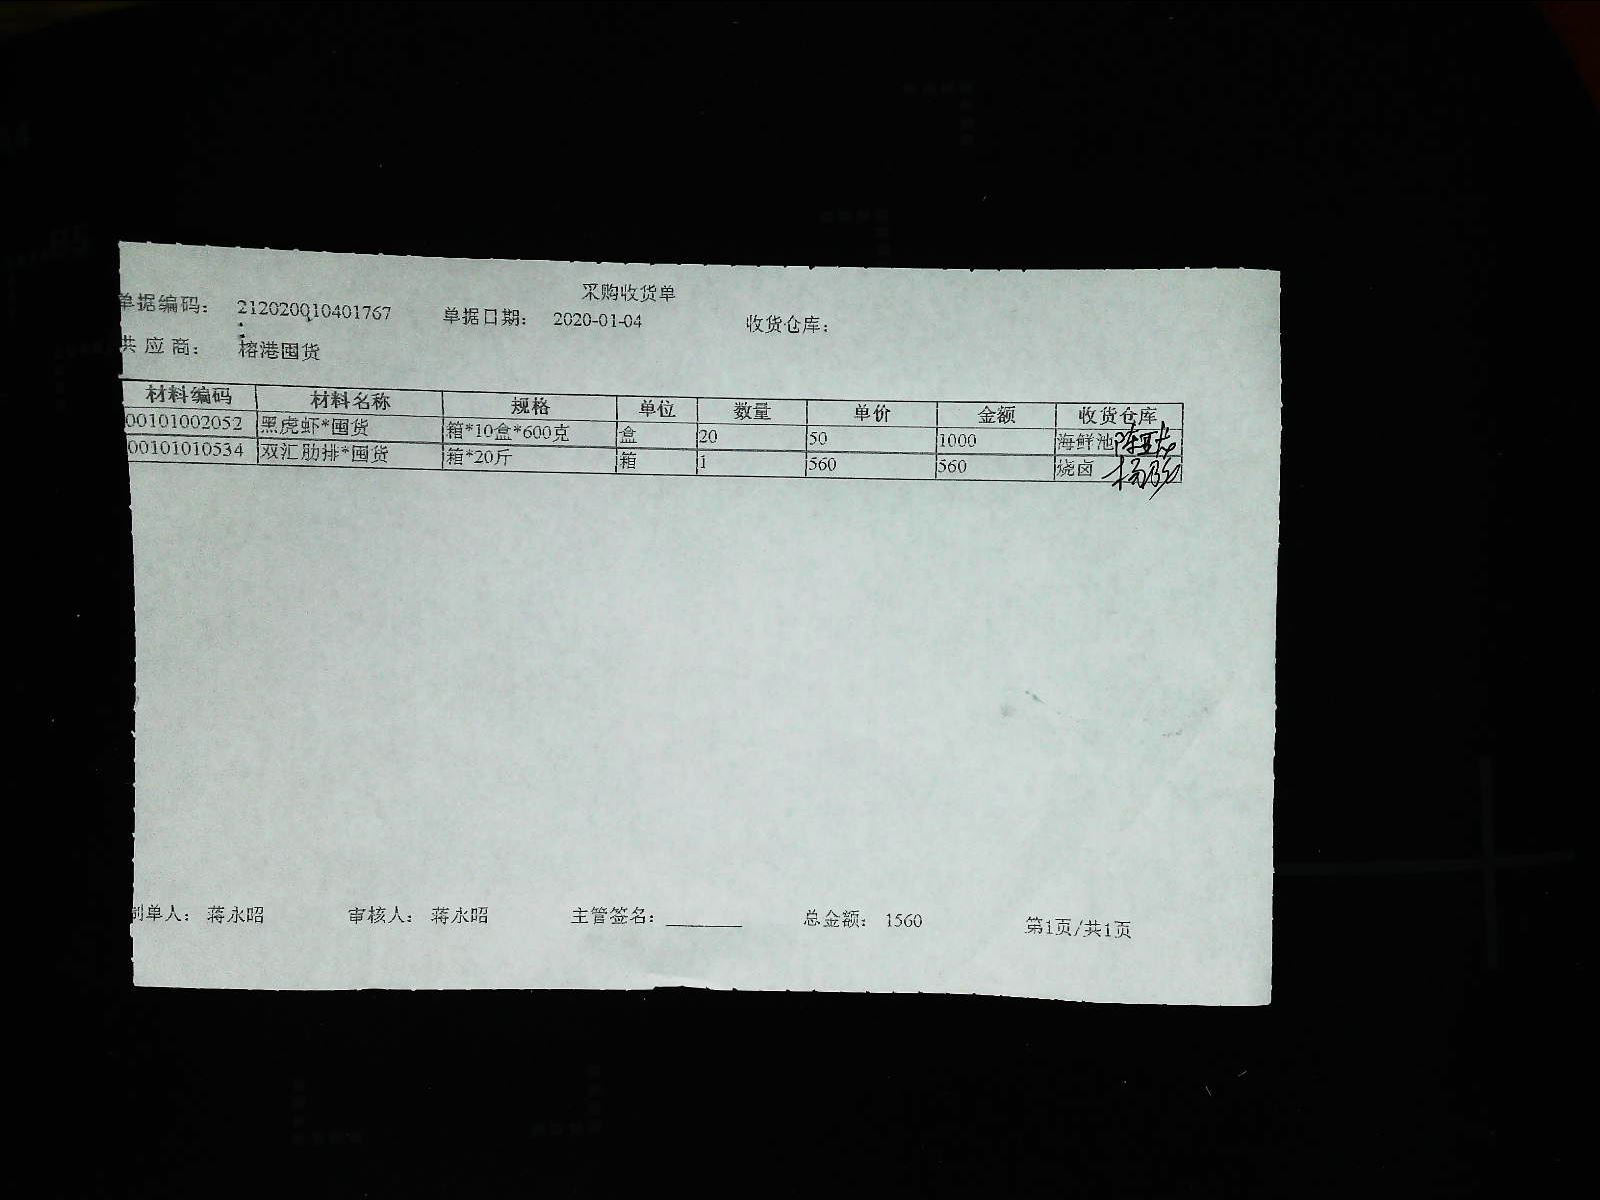 采购收货单
单据编码： 212020010401767 单据日期： 2020-01-04 收货仓库：
供应商： 榕港囤货
材料编码 材料名称 规格 单位 数量 单价 金额 收货仓库
00101002052 黑虎虾*囤货 箱*10盒*600克 盒 20 50 1000 海鲜池
00101010534 双汇肋排*囤货 箱*20斤 箱 1 560 560 烧卤
制单人： 蒋永昭 审核人： 蒋永昭 主管签名： 总金额： 1560 第1页/共1页